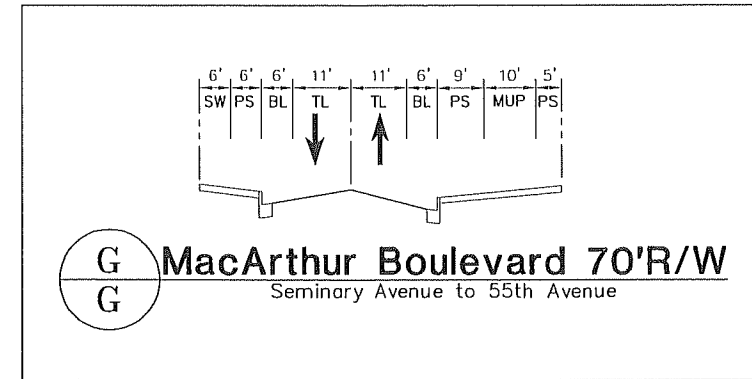 6' 6' 6' 11' 11' 6' 9' 10' 5'
SW PS BL TL TL BL PS MUP PS
G
G
MacArthur Boulevard 70'R/W
Seminary Avenue to 55th Avenue